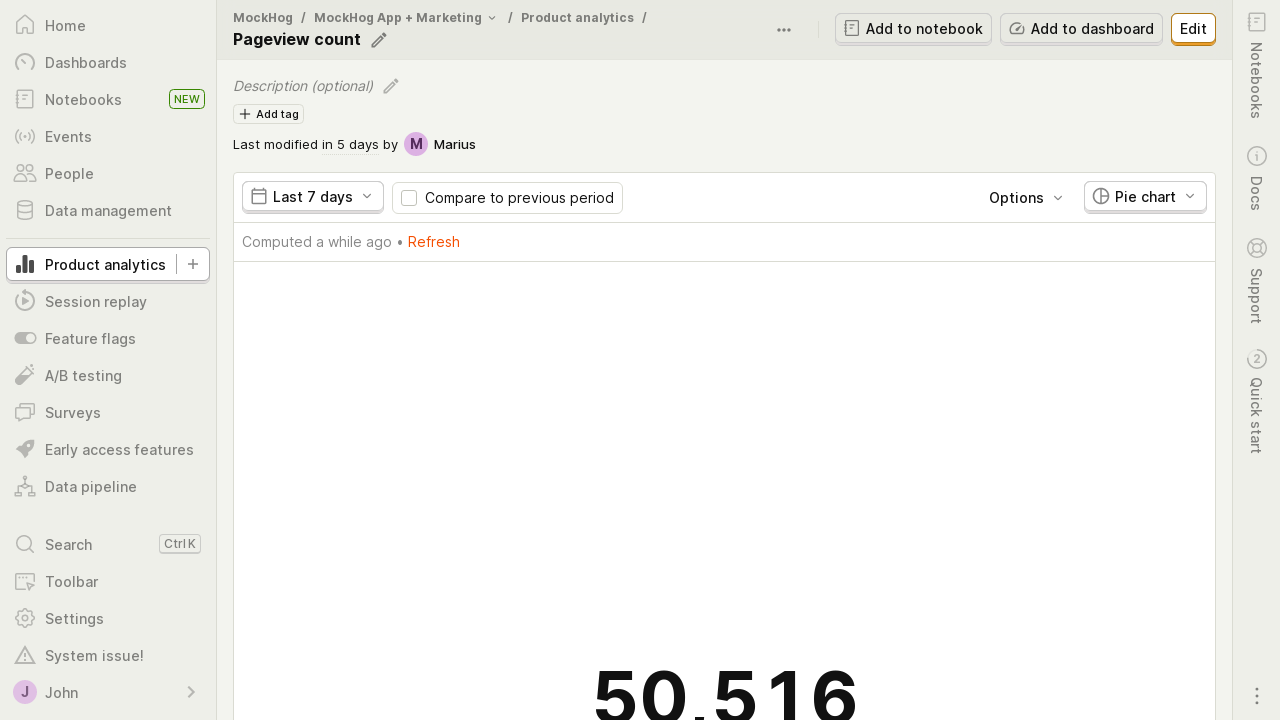 Home
Dashboards
Notebooks NEW
Events
People
Data management
Product analytics
Session replay
Feature flags
A/B testing
Surveys
Early access features
Data pipeline
Search Ctrl K
Toolbar
Settings
System issue!
J John
MockHog / MockHog App + Marketing / Product analytics /
Pageview count
Add to notebook Add to dashboard Edit
Description (optional)
Add tag
Last modified in 5 days by M Marius
Last 7 days Compare to previous period Options Pie chart
Computed a while ago • Refresh
50,516
Notebooks
Docs
Support
2 Quick start